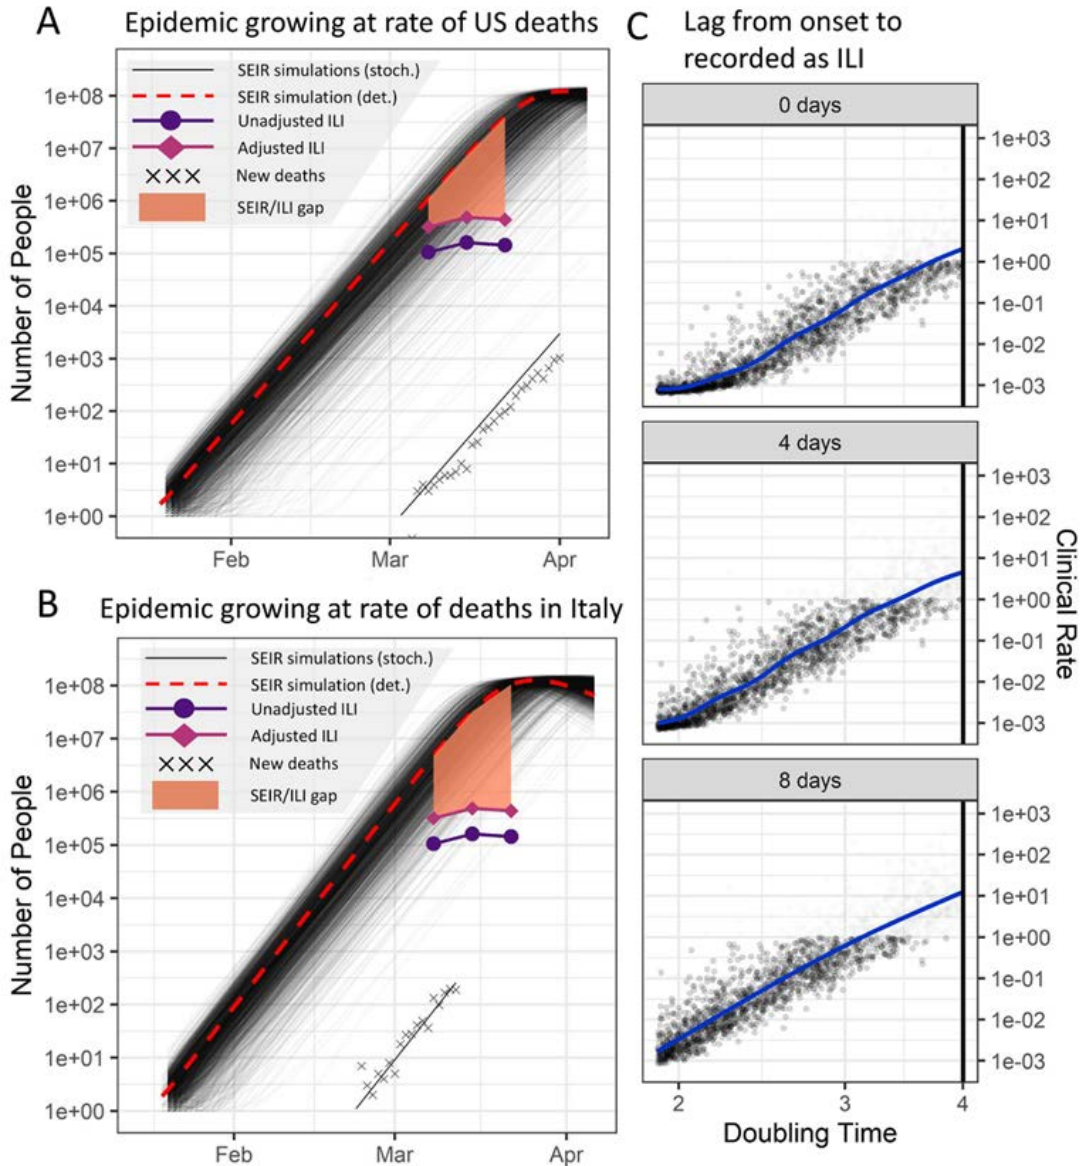 A Epidemic growing at rate of US deaths
SEIR simulations (stoch.)
SEIR simulation (det.)
Unadjusted ILI
Adjusted ILI
New deaths
SEIR/ILI gap
Number of People
1e+08
1e+07
1e+06
1e+05
1e+04
1e+03
1e+02
1e+01
1e+00
Feb Mar Apr
B Epidemic growing at rate of deaths in Italy
SEIR simulations (stoch.)
SEIR simulation (det.)
Unadjusted ILI
Adjusted ILI
New deaths
SEIR/ILI gap
Number of People
1e+08
1e+07
1e+06
1e+05
1e+04
1e+03
1e+02
1e+01
1e+00
Feb Mar Apr
C Lag from onset to
recorded as ILI
0 days
1e+03
1e+02
1e+01
1e+00
1e-01
1e-02
1e-03
4 days
1e+03
1e+02
1e+01
1e+00
1e-01
1e-02
1e-03
8 days
1e+03
1e+02
1e+01
1e+00
1e-01
1e-02
1e-03
Clinical Rate
2 3 4
Doubling Time